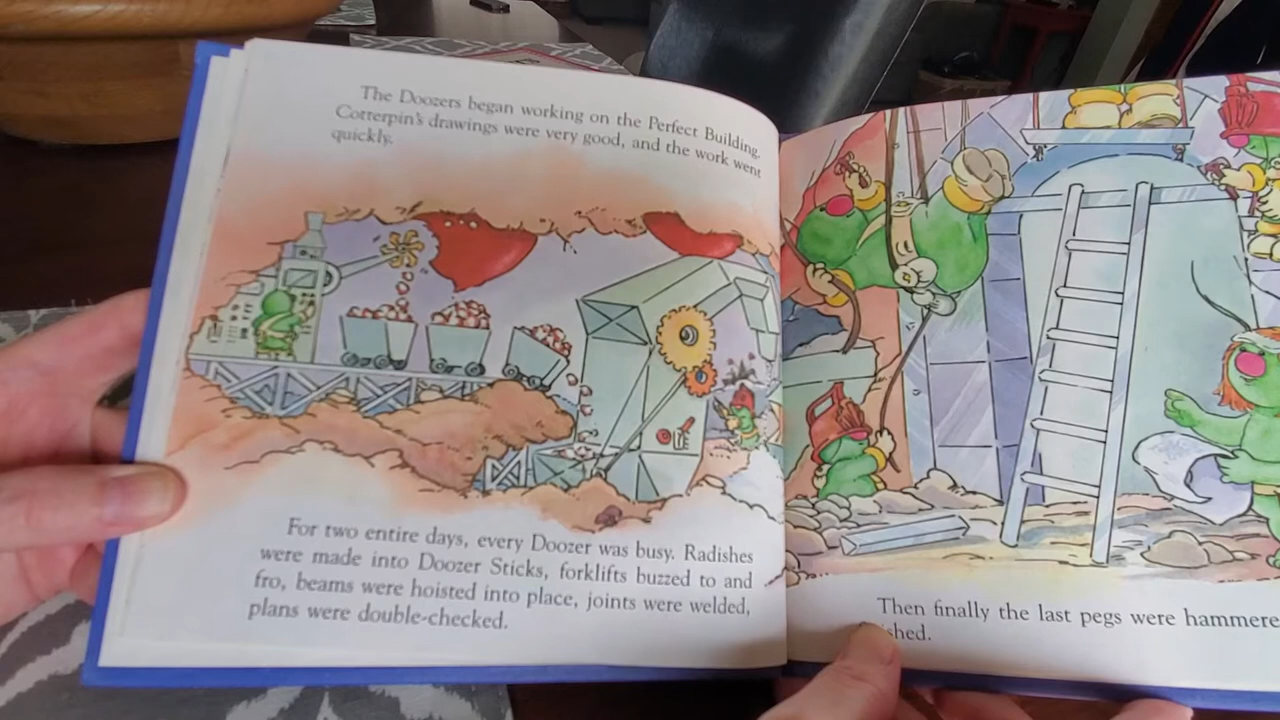 The Doozers began working on the Perfect Building.
Cotterpin's drawings were very good, and the work went
quickly.
For two entire days, every Doozer was busy. Radishes
were made into Doozer Sticks, forklifts buzzed to and
fro, beams were hoisted into place, joints were welded,
plans were double-checked.
Then finally the last pegs were hammere
shed.